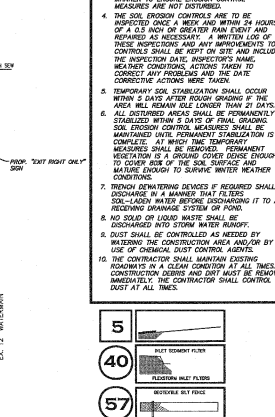 MEASURES ARE NOT DISTURBED.
4. THE SOIL EROSION CONTROLS ARE TO BE
INSPECTED ONCE A WEEK AND WITHIN 24 HOURS
OF A 0.5 INCH OR GREATER RAIN EVENT AND
REPAIRED AS NECESSARY. A WRITTEN LOG OF
THESE INSPECTIONS AND ANY IMPROVEMENTS TO
CONTROLS SHALL BE KEPT ON SITE AND INCLUD
THE INSPECTION DATE, INSPECTOR'S NAME,
WEATHER CONDITIONS, ACTIONS TAKEN TO
CORRECT ANY PROBLEMS AND THE DATE
CORRECTIVE ACTIONS WERE TAKEN.
5. TEMPORARY SOIL STABILIZATION SHALL OCCUR
WITHIN 5 DAYS AFTER ROUGH GRADING IF THE
AREA WILL REMAIN IDLE LONGER THAN 21 DAYS.
6. ALL DISTURBED AREAS SHALL BE PERMANENTLY
STABILIZED WITHIN 5 DAYS OF FINAL GRADING.
SOIL EROSION CONTROL MEASURES SHALL BE
MAINTAINED UNTIL PERMANENT STABILIZATION IS
COMPLETE, AT WHICH TIME TEMPORARY
MEASURES SHALL BE REMOVED. PERMANENT
VEGETATION IS A GROUND COVER DENSE ENOUGH
TO COVER 80% OF THE SOIL SURFACE AND
MATURE ENOUGH TO SURVIVE WINTER WEATHER
CONDITIONS.
7. TRENCH DEWATERING DEVICES IF REQUIRED SHALL
DISCHARGE IN A MANNER THAT FILTERS
SOIL-LADEN WATER BEFORE DISCHARGING IT TO A
RECEIVING DRAINAGE SYSTEM OR POND.
8. NO SOLID OR LIQUID WASTE SHALL BE
DISCHARGED INTO STORM WATER RUNOFF.
9. DUST SHALL BE CONTROLLED AS NEEDED BY
WATERING THE CONSTRUCTION AREA AND/OR BY
USE OF CHEMICAL DUST CONTROL AGENTS.
10. THE CONTRACTOR SHALL MAINTAIN EXISTING
ROADWAYS IN A CLEAN CONDITION AT ALL TIMES.
CONSTRUCTION DEBRIS AND DIRT MUST BE REMOV
IMMEDIATELY. THE CONTRACTOR SHALL CONTROL
DUST AT ALL TIMES.
PROP. "EXIT RIGHT ONLY"
SIGN
EX. 12" WATERMAIN
5
40
INLET SEDIMENT FILTER
FLEXSTORM INLET FILTERS
57
GEOTEXTILE SILT FENCE